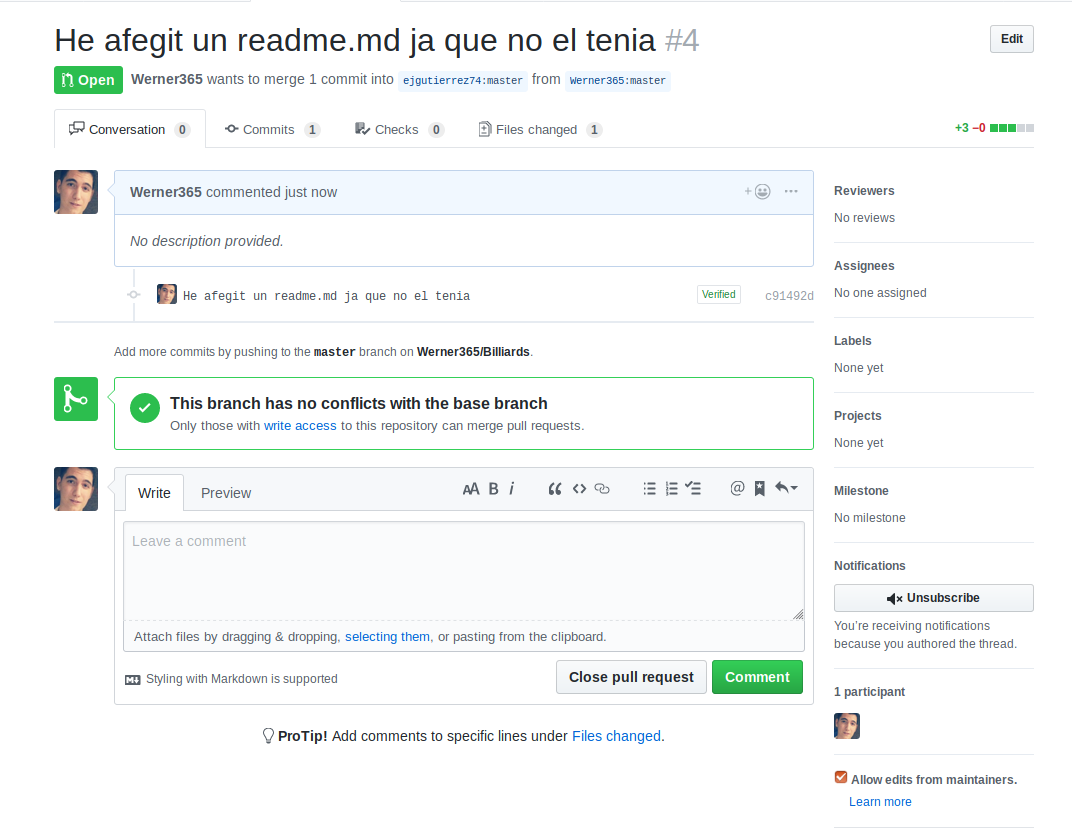 He afegit un readme.md ja que no el tenia #4
Edit
Open
Werner365 wants to merge 1 commit into ejgutierrez74:master from Werner365:master
Conversation 0
Commits 1
Checks 0
Files changed 1
+3 −0
Werner365 commented just now
No description provided.
He afegit un readme.md ja que no el tenia
Verified
c91492d
Add more commits by pushing to the master branch on Werner365/Billiards.
This branch has no conflicts with the base branch
Only those with write access to this repository can merge pull requests.
Write
Preview
AA B i
Leave a comment
Attach files by dragging & dropping, selecting them, or pasting from the clipboard.
Styling with Markdown is supported
Close pull request
Comment
ProTip! Add comments to specific lines under Files changed.
Reviewers
No reviews
Assignees
No one assigned
Labels
None yet
Projects
None yet
Milestone
No milestone
Notifications
Unsubscribe
You’re receiving notifications
because you authored the thread.
1 participant
Allow edits from maintainers.
Learn more